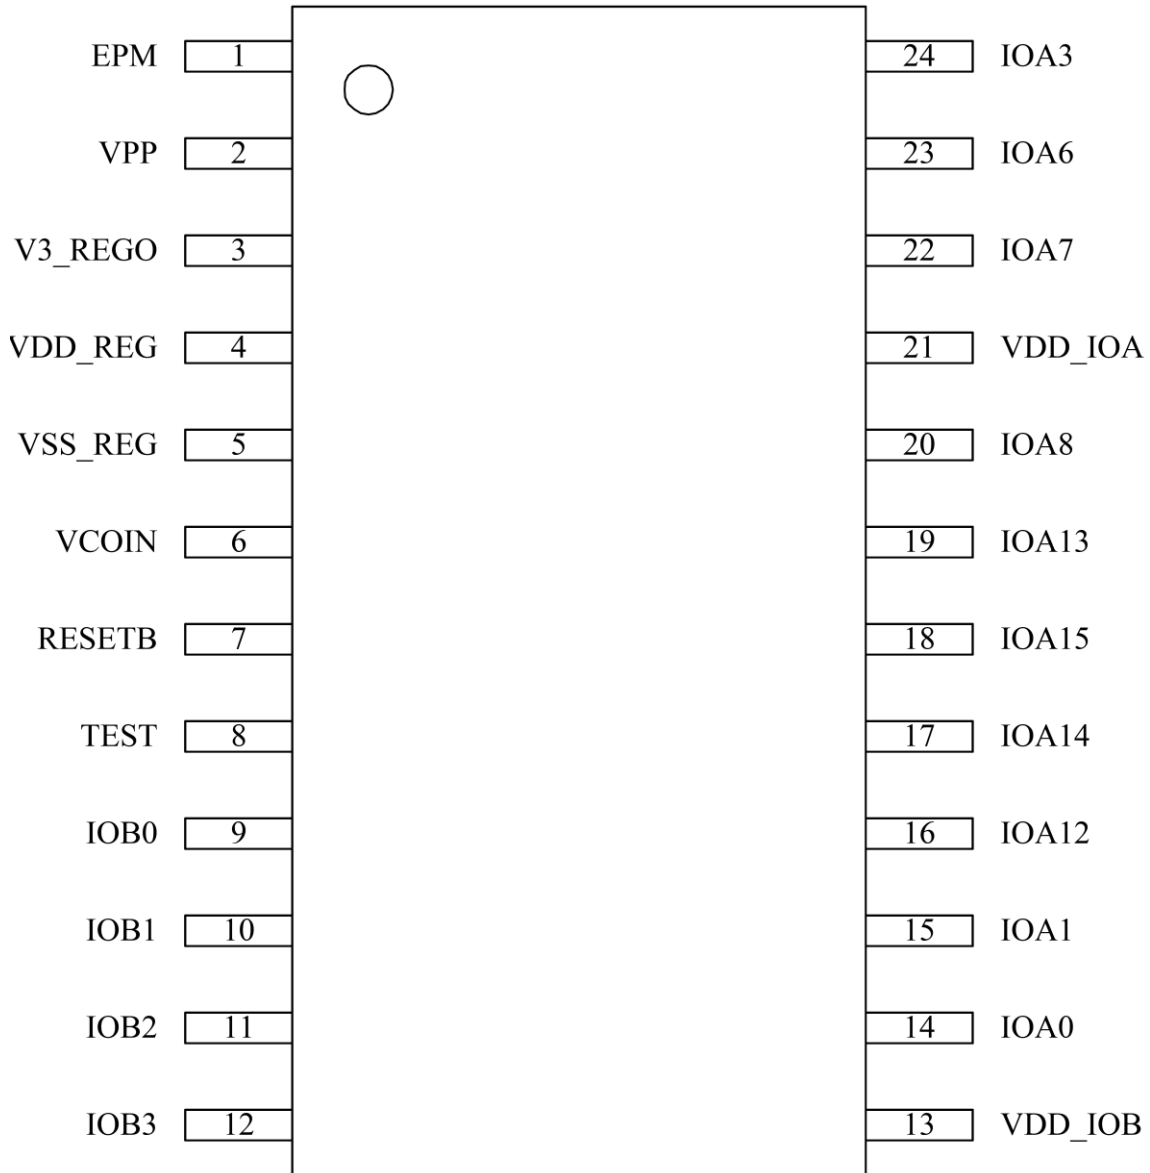 EPM 1 24 IOA3
VPP 2 23 IOA6
V3_REGO 3 22 IOA7
VDD_REG 4 21 VDD_IOA
VSS_REG 5 20 IOA8
VCOIN 6 19 IOA13
RESETB 7 18 IOA15
TEST 8 17 IOA14
IOB0 9 16 IOA12
IOB1 10 15 IOA1
IOB2 11 14 IOA0
IOB3 12 13 VDD_IOB